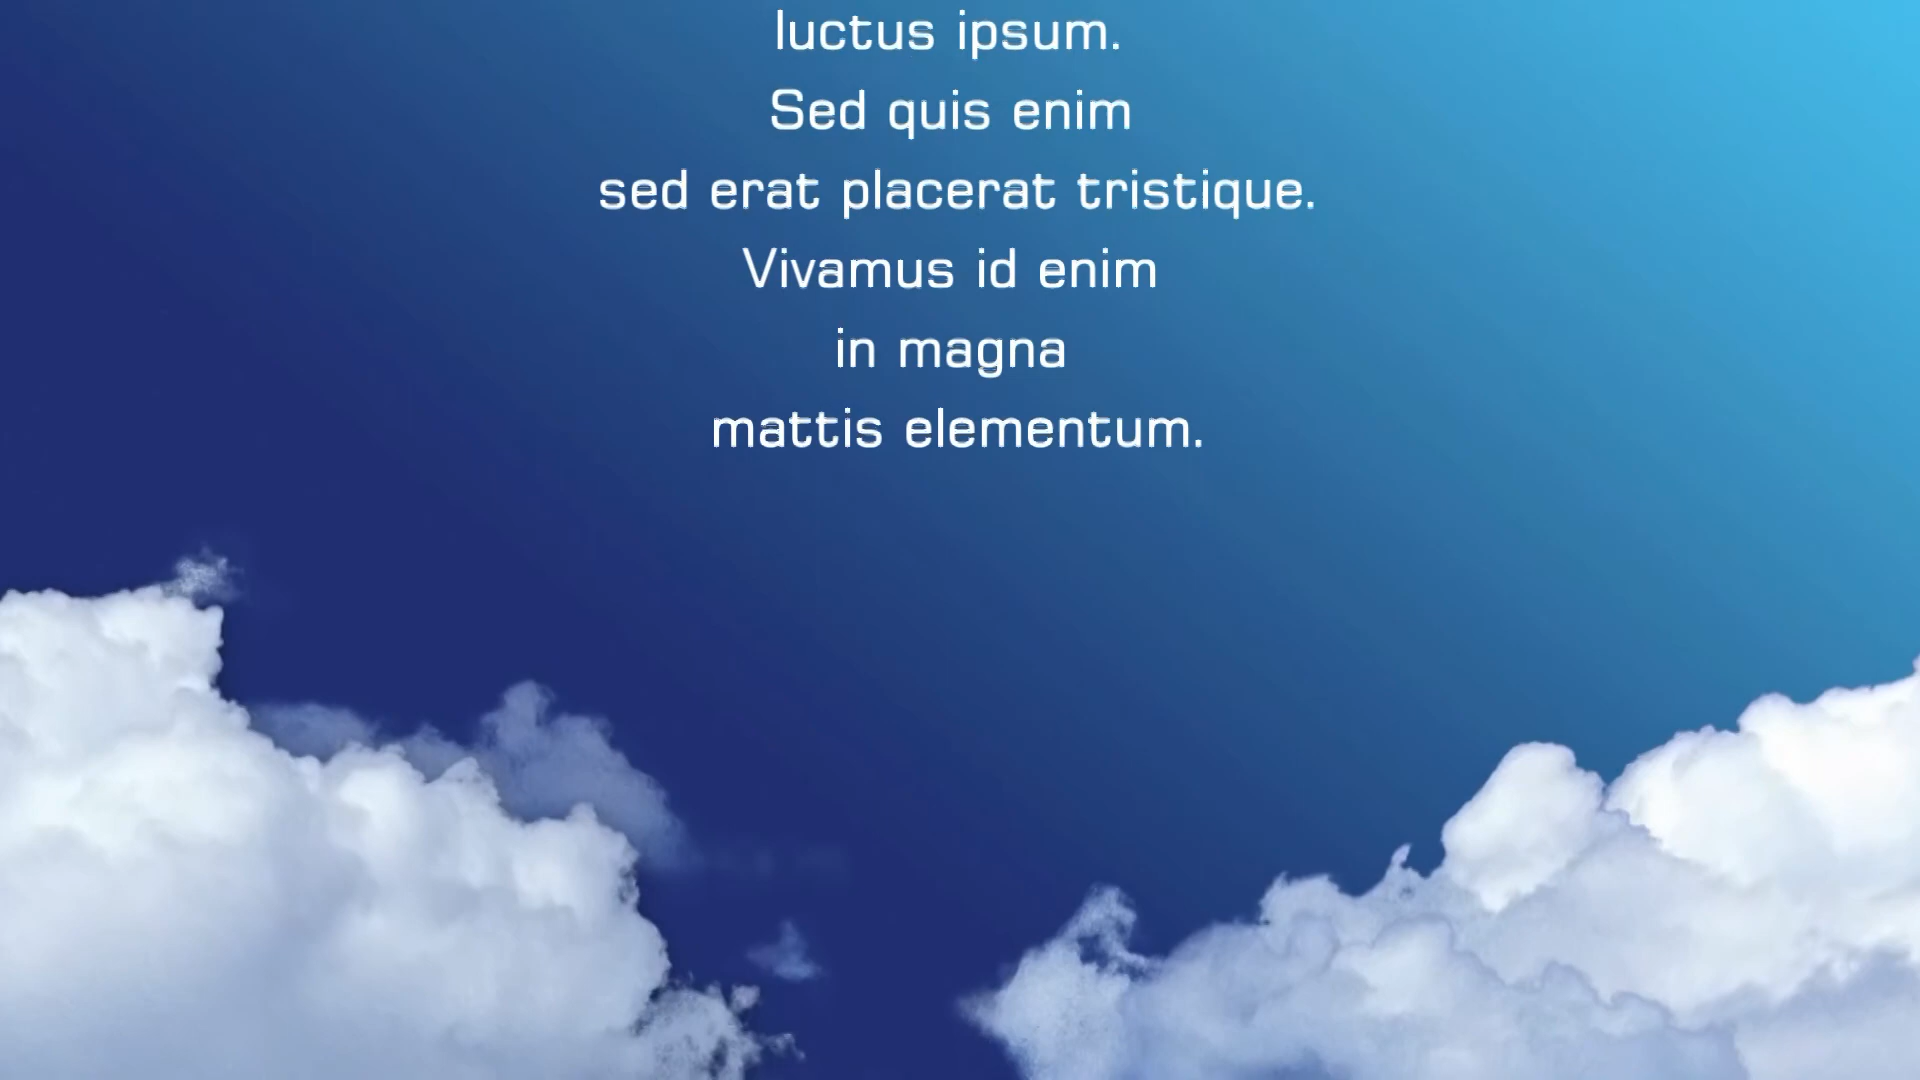 luctus ipsum.
Sed quis enim
sed erat placerat tristique.
Vivamus id enim
in magna
mattis elementum.